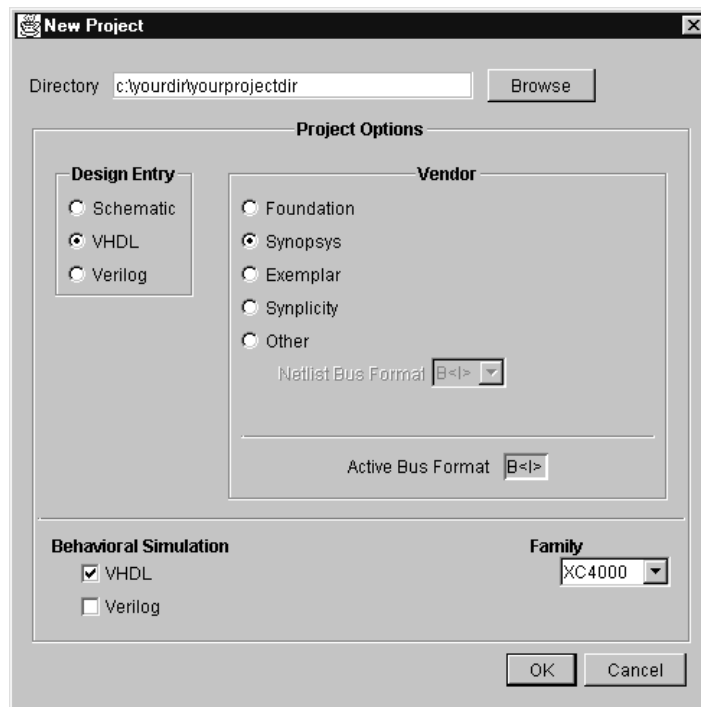 New Project
Directory c:\yourdir\yourprojectdir Browse
Project Options
Design Entry Vendor
Schematic Foundation
VHDL Synopsys
Verilog Exemplar
Synplicity
Other
Netlist Bus Format B<I>
Active Bus Format B<I>
Behavioral Simulation Family
VHDL XC4000
Verilog
OK Cancel